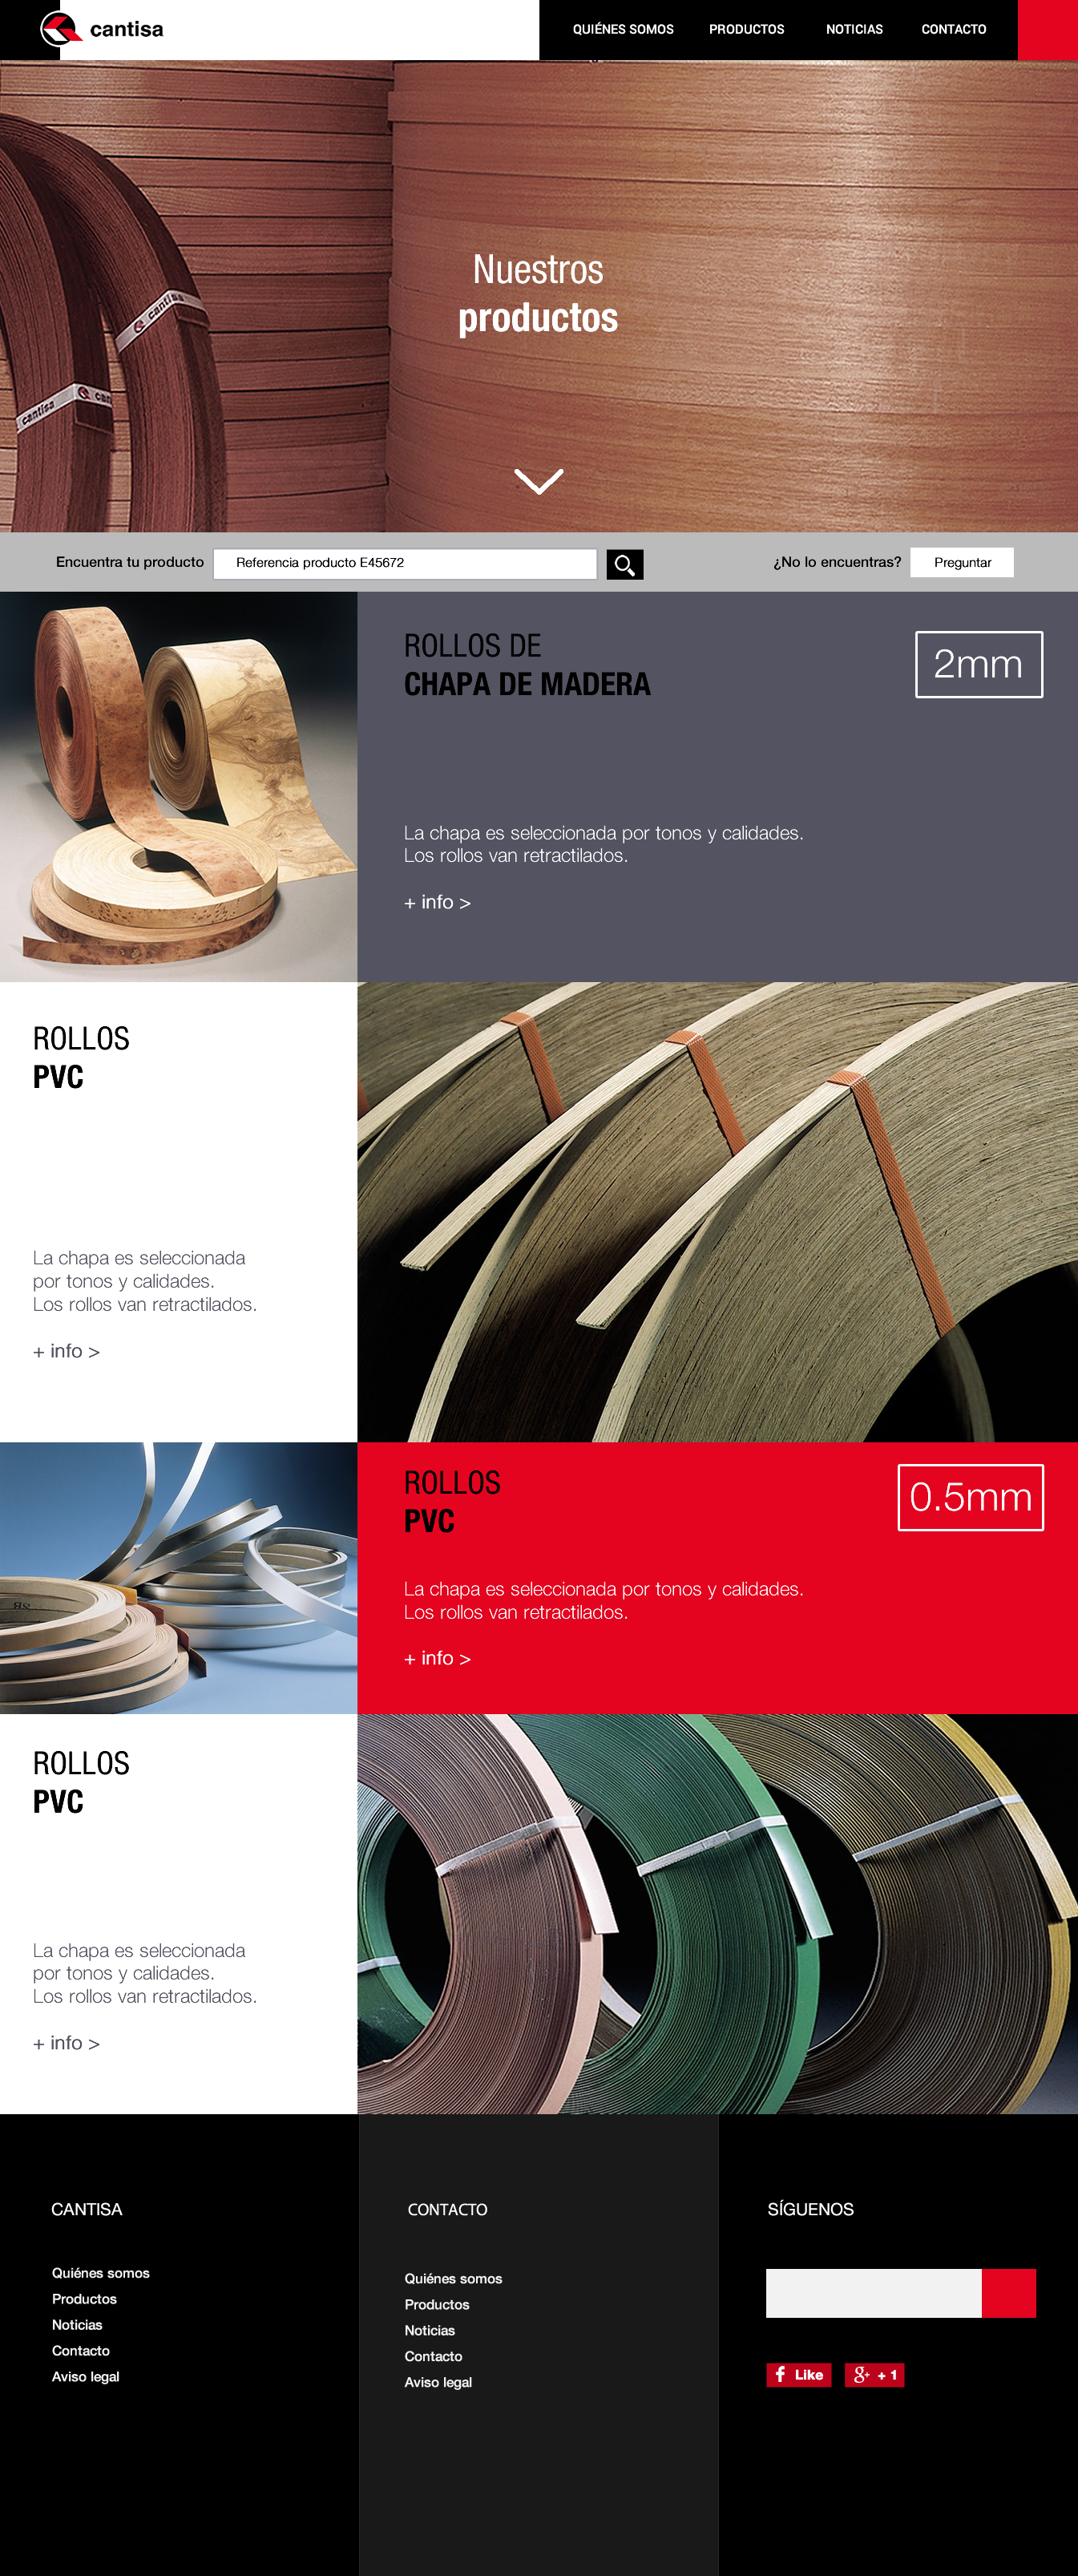 cantisa
QUIÉNES SOMOS
PRODUCTOS
NOTICIAS
CONTACTO
cantisa
cantisa
Nuestros
productos
Encuentra tu producto
Referencia producto E45672
¿No lo encuentras?
Preguntar
ROLLOS DE
CHAPA DE MADERA
2mm
La chapa es seleccionada por tonos y calidades.
Los rollos van retractilados.
+ info >
ROLLOS
PVC
La chapa es seleccionada
por tonos y calidades.
Los rollos van retractilados.
+ info >
ROLLOS
PVC
0.5mm
La chapa es seleccionada por tonos y calidades.
Los rollos van retractilados.
+ info >
ROLLOS
PVC
La chapa es seleccionada
por tonos y calidades.
Los rollos van retractilados.
+ info >
CANTISA
Quiénes somos
Productos
Noticias
Contacto
Aviso legal
CONTACTO
Quiénes somos
Productos
Noticias
Contacto
Aviso legal
SÍGUENOS
f Like
g+ + 1